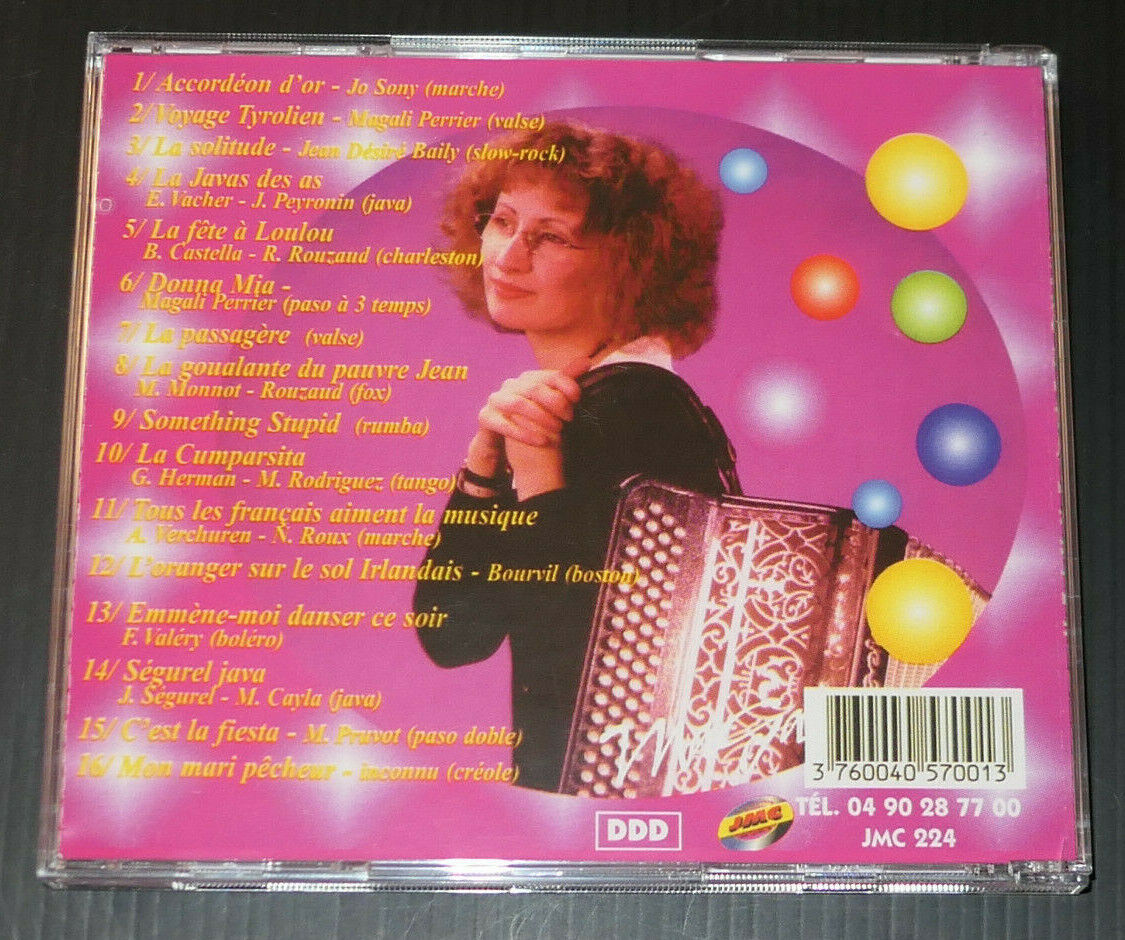 1/ Accordéon d'or - Jo Sony (marche)
2/ Voyage Tyrolien - Magali Perrier (valse)
3/ La solitude - Jean Désiré Baily (slow-rock)
4/ La Javas des as
E. Vacher - J. Peyronin (java)
5/ La fête à Loulou
B. Castella - R. Rouzaud (charleston)
6/ Donna Mia -
Magali Perrier (paso à 3 temps)
7/ La passagère (valse)
8/ La goualante du pauvre Jean
M. Monnot - Rouzaud (fox)
9/ Something Stupid (rumba)
10/ La Cumparsita
G. Herman - M. Rodriguez (tango)
11/ Tous les français aiment la musique
A. Verchuren - N. Roux (marche)
12/ L'oranger sur le sol Irlandais - Bourvil (boston)
13/ Emmène-moi danser ce soir
F. Valéry (boléro)
14/ Ségurel java
J. Ségurel - M. Cayla (java)
15/ C'est la fiesta - M. Pruvot (paso doble)
16/ Mon mari pêcheur - inconnu (créole)
3 760040 570013
DDD
JMC
TÉL. 04 90 28 77 00
JMC 224